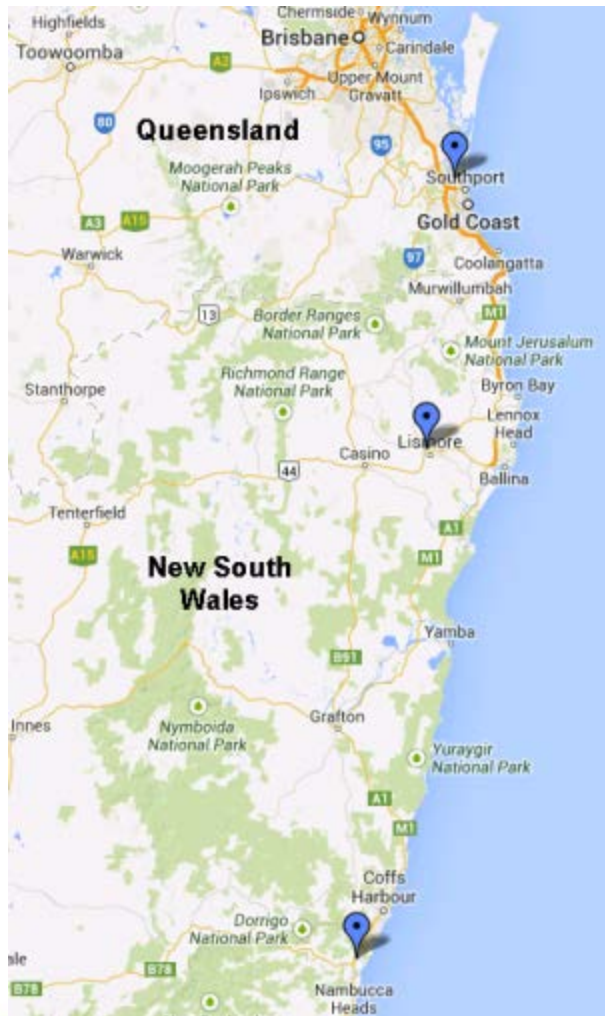 Chermside
Wynnum
Highfields
Brisbane
Carindale
Toowoomba
A2
Upper Mount
Gravatt
Ipswich
80
Queensland
95
Moogerah Peaks
National Park
Southport
A3
A15
Gold Coast
Warwick
97
Coolangatta
Murwillumbah
13
Border Ranges
National Park
M1
Mount Jerusalum
National Park
Richmond Range
National Park
Stanthorpe
Byron Bay
Lennox
Head
Lismore
Casino
44
Ballina
Tenterfield
A1
A15
M1
New South
Wales
Yamba
B91
Innes
Nymboida
National Park
Grafton
Yuraygir
National Park
A1
M1
Coffs
Harbour
Dorrigo
National Park
ale
B78
B78
Nambucca
Heads